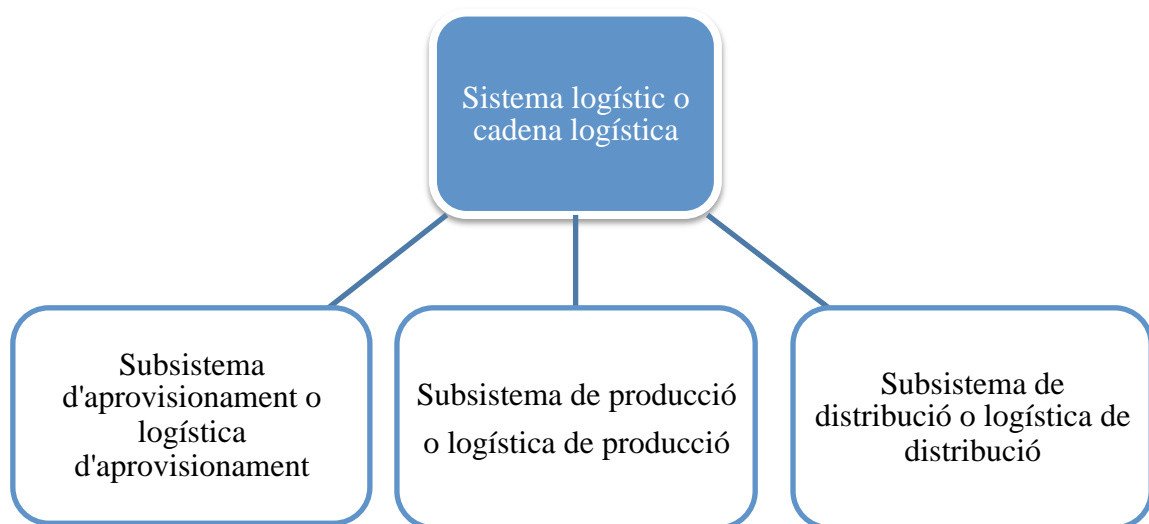 Sistema logístic o
cadena logística
Subsistema
d'aprovisionament o
logística
d'aprovisionament
Subsistema de producció
o logística de producció
Subsistema de
distribució o logística de
distribució